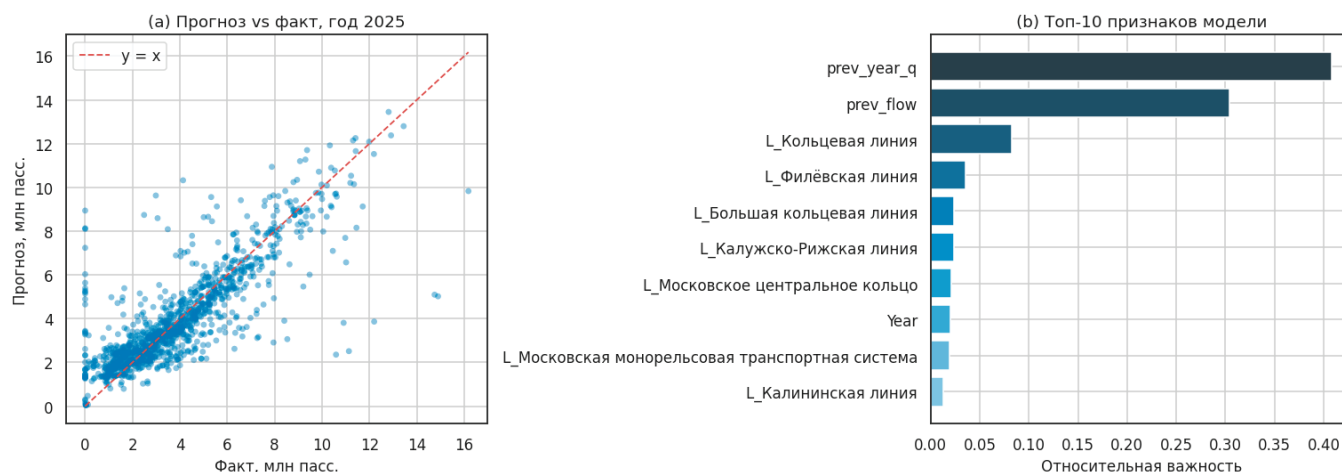 (a) Прогноз vs факт, год 2025
y = x
16
14
12
10
8
6
4
2
0
Прогноз, млн пасс.
0 2 4 6 8 10 12 14 16
Факт, млн пасс.
(b) Топ-10 признаков модели
prev_year_q
prev_flow
L_Кольцевая линия
L_Филёвская линия
L_Большая кольцевая линия
L_Калужско-Рижская линия
L_Московское центральное кольцо
Year
L_Московская монорельсовая транспортная система
L_Калининская линия
0.00 0.05 0.10 0.15 0.20 0.25 0.30 0.35 0.40
Относительная важность